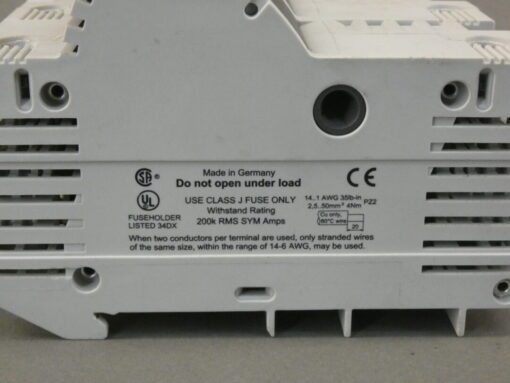 Made in Germany
Do not open under load
CE
SA
UL
USE CLASS J FUSE ONLY
Withstand Rating
200k RMS SYM Amps
FUSEHOLDER
LISTED 34DX
14..1 AWG 35lb-in
2,5..50mm² 4Nm
PZ2
Cu only,
60°C wire
20
When two conductors per terminal are used, only stranded wires
of the same size, within the range of 14-6 AWG, may be used.